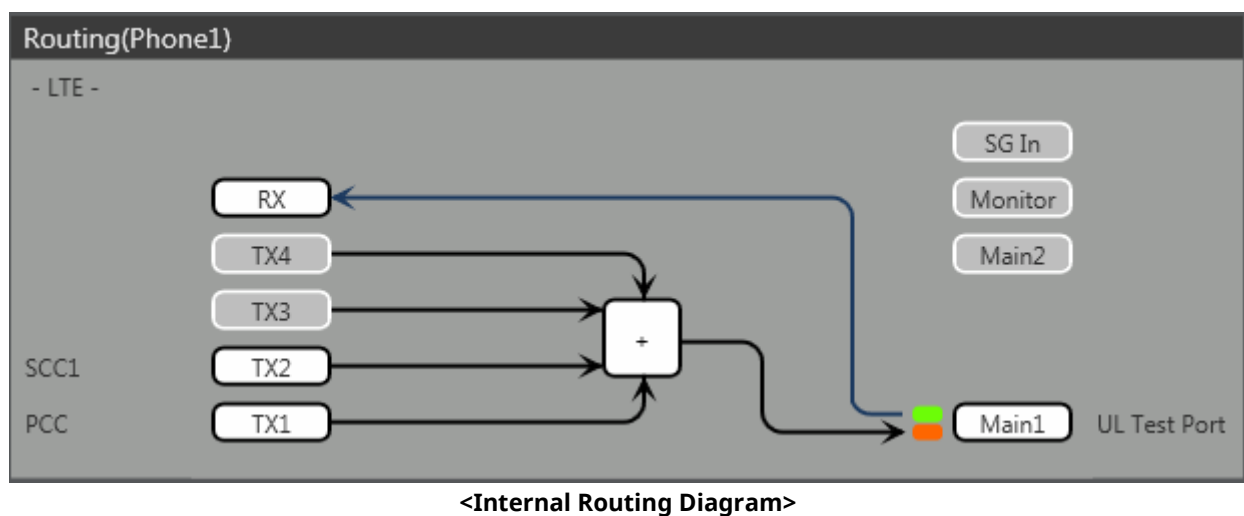 Routing(Phone1)
- LTE -
SG In
RX
Monitor
TX4
Main2
TX3
+
SCC1
TX2
PCC
TX1
Main1
UL Test Port
<Internal Routing Diagram>